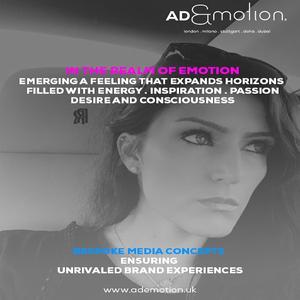 AD&motion.
london . milano . stuttgart . doha . dubai
IN THE REALM OF EMOTION
EMERGING A FEELING THAT EXPANDS HORIZONS
FILLED WITH ENERGY . INSPIRATION . PASSION
DESIRE AND CONSCIOUSNESS
BESPOKE MEDIA CONCEPTS
ENSURING
UNRIVALED BRAND EXPERIENCES
www.ademotion.uk